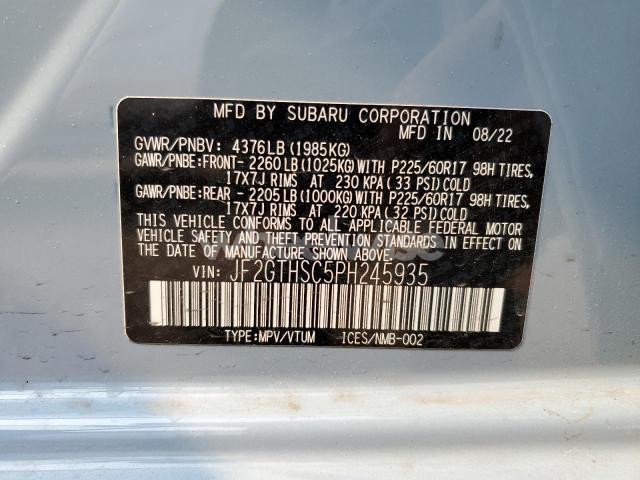 MFD BY SUBARU CORPORATION
MFD IN 08/22
GVWR/PNBV: 4376LB(1985KG)
GAWR/PNBE:FRONT- 2260LB(1025KG)WITH P225/60R17 98H TIRES,
17X7J RIMS AT 230 KPA (33 PSI)COLD
GAWR/PNBE:REAR - 2205LB(1000KG)WITH P225/60R17 98H TIRES,
17X7J RIMS AT 220 KPA (32 PSI)COLD
THIS VEHICLE CONFORMS TO ALL APPLICABLE FEDERAL MOTOR
VEHICLE SAFETY AND THEFT PREVENTION STANDARDS IN EFFECT ON
THE DATE OF MANUFACTURE SHOWN ABOVE.
VIN: JF2GTHSC5PH245935
TYPE:MPV/VTUM ICES/NMB-002